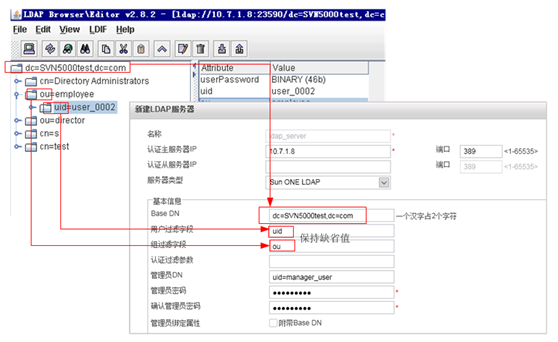 LDAP Browser\Editor v2.8.2 - [ldap://10.7.1.8:23590/dc=SVN5000test,dc=c
File Edit View LDIF Help
dc=SVN5000test,dc=com
cn=Directory Administrators
ou=employee
uid=user_0002
ou=director
cn=s
cn=test
Attribute Value
userPassword BINARY (46b)
uid user_0002
新建LDAP服务器
名称 ldap_server *
认证主服务器IP 10.7.1.8 * 端口 389 <1-65535>
认证从服务器IP 端口 389 <1-65535>
服务器类型 Sun ONE LDAP
基本信息
Base DN dc=SVN5000test,dc=com 一个汉字占2个字符
用户过滤字段 uid
保持缺省值
组过滤字段 ou
认证过滤参数
管理员DN uid=manager_user
管理员密码 ●●●●●●●●● *
确认管理员密码 ●●●●●●●●● *
管理员绑定属性 附带Base DN